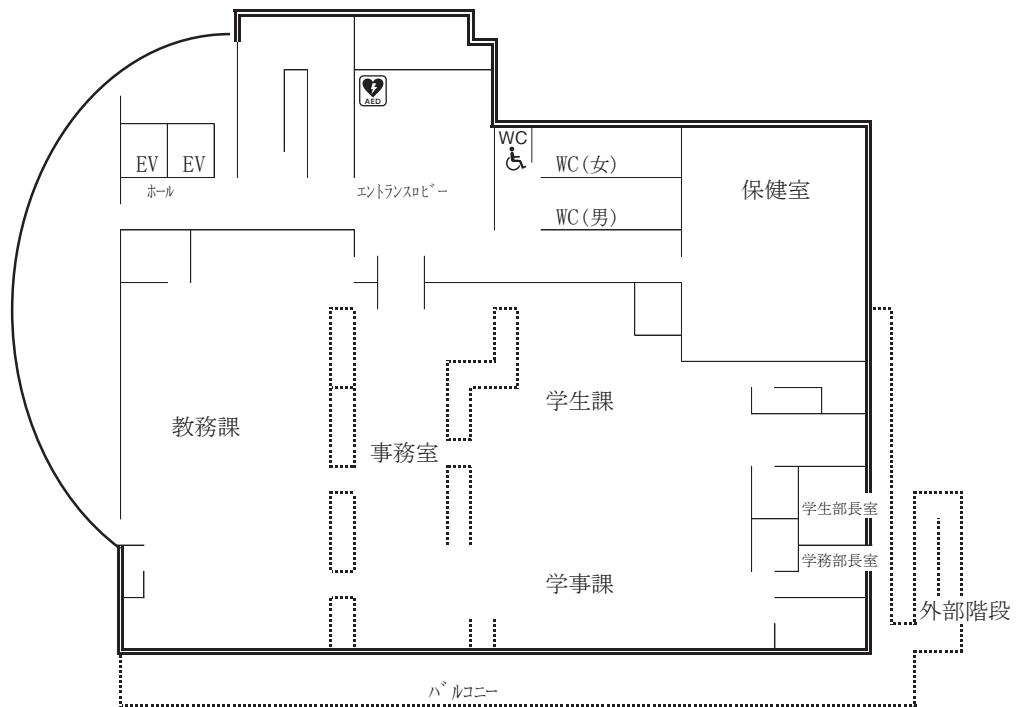 AED
WC
EV
EV
WC(女)
ホール
エントランスロビー
保健室
WC(男)
学生課
教務課
事務室
学生部長室
学務部長室
学事課
外部階段
バルコニー